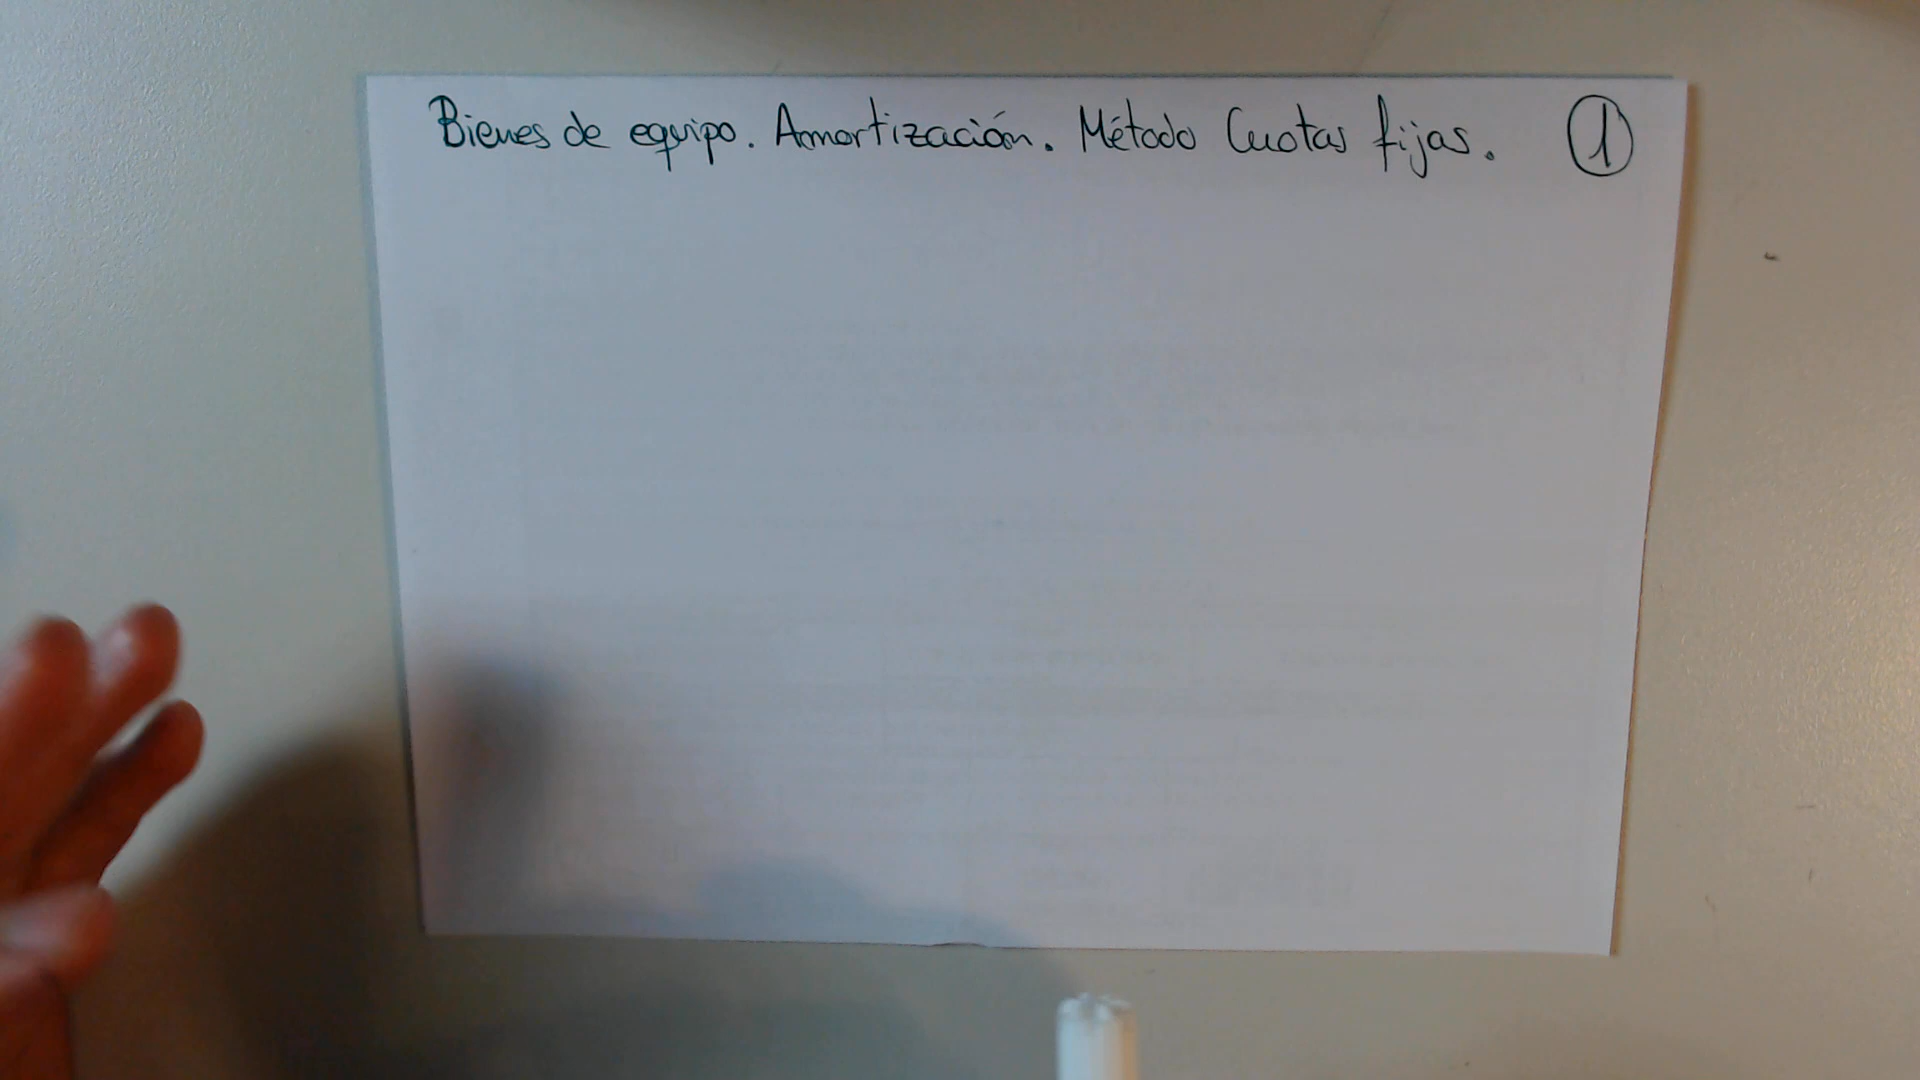 Bienes de equipo. Amortización. Método Cuotas fijas. 1